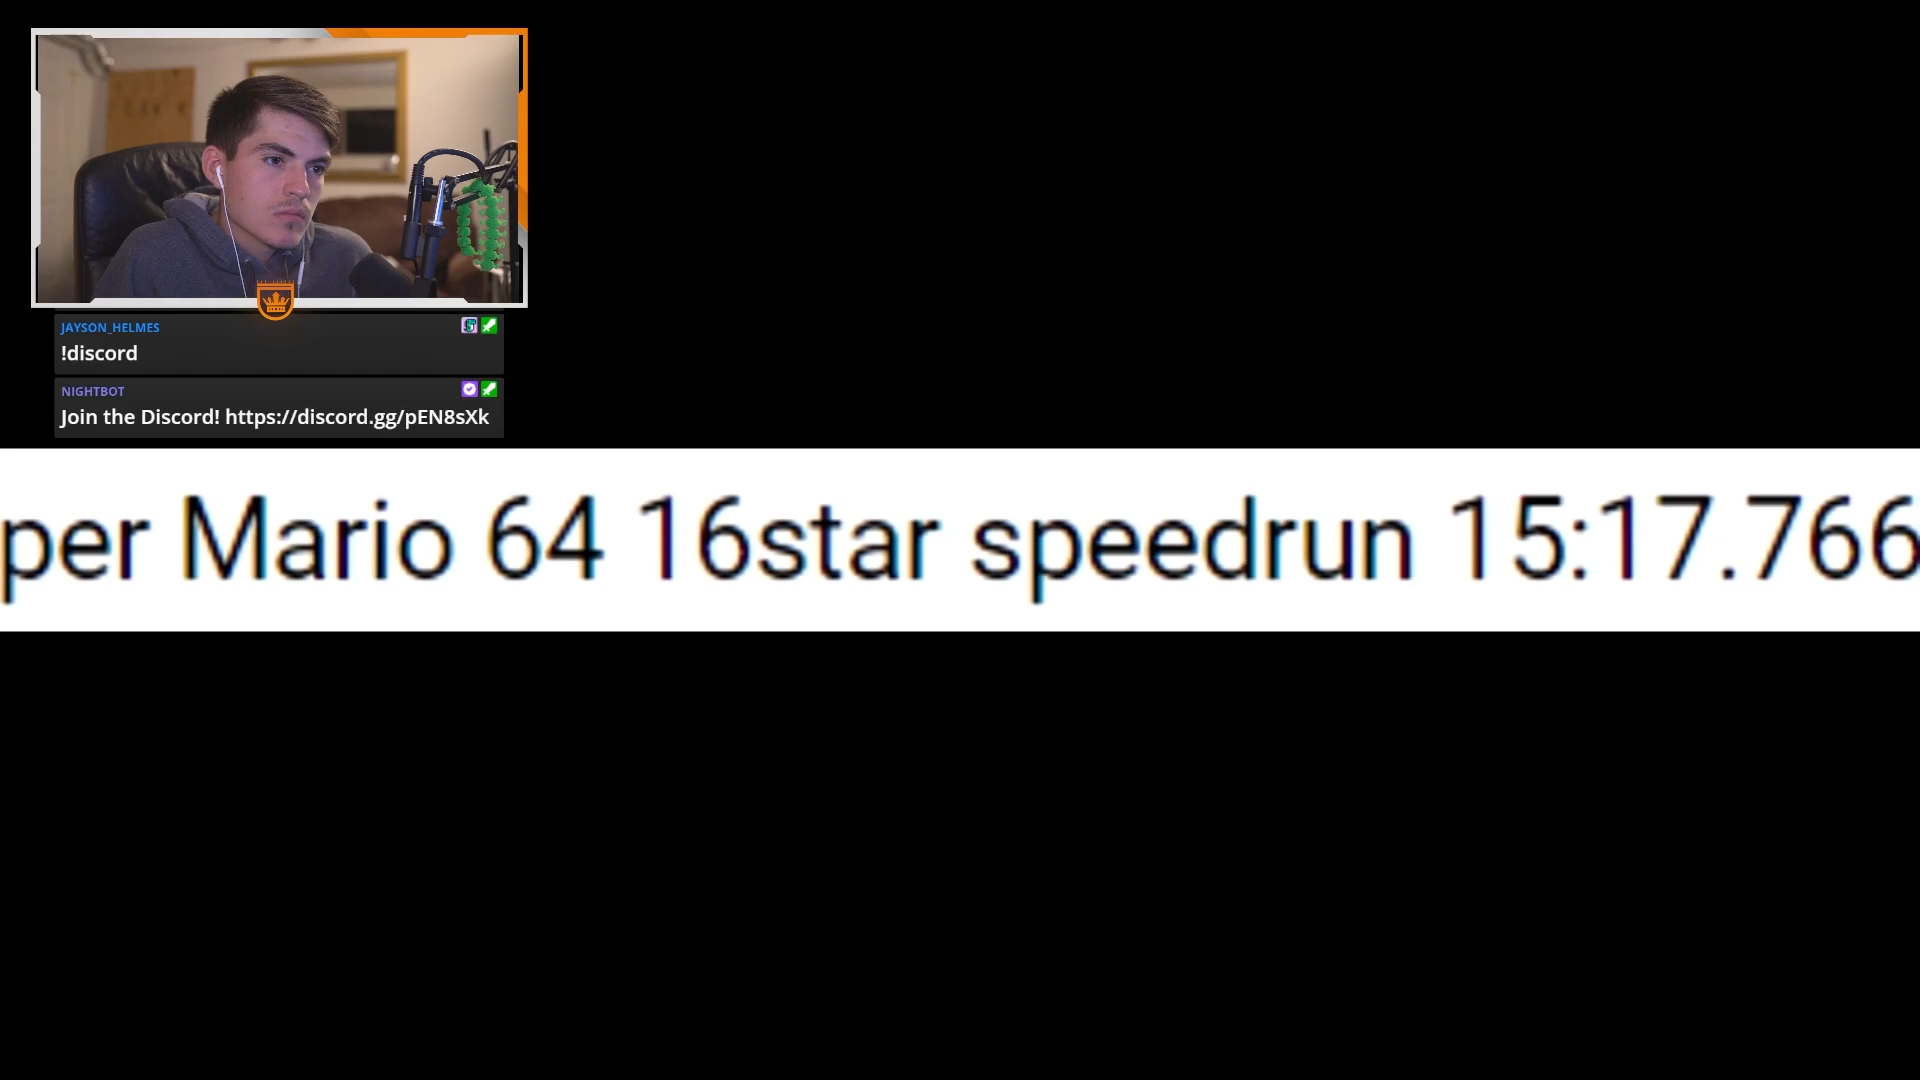 JAYSON_HELMES
!discord
NIGHTBOT
Join the Discord! https://discord.gg/pEN8sXk
per Mario 64 16star speedrun 15:17.766